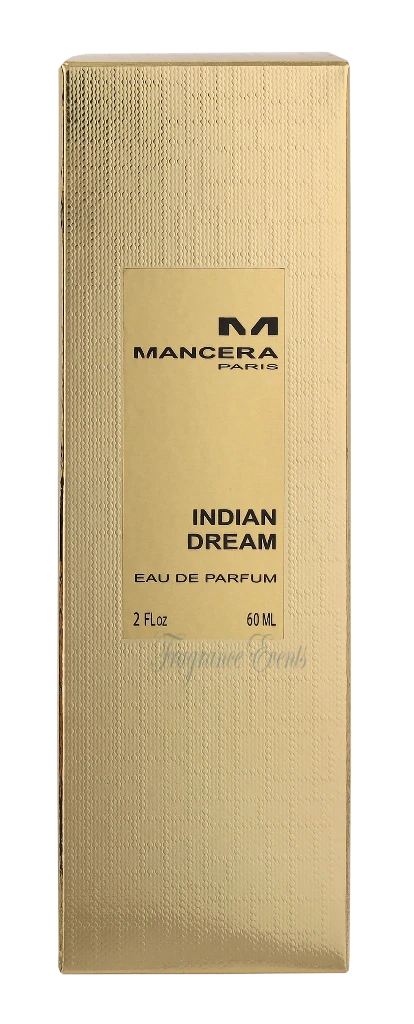 M
MANCERA
PARIS
INDIAN
DREAM
EAU DE PARFUM
2 FLoz 60 ML
Fragrance Events